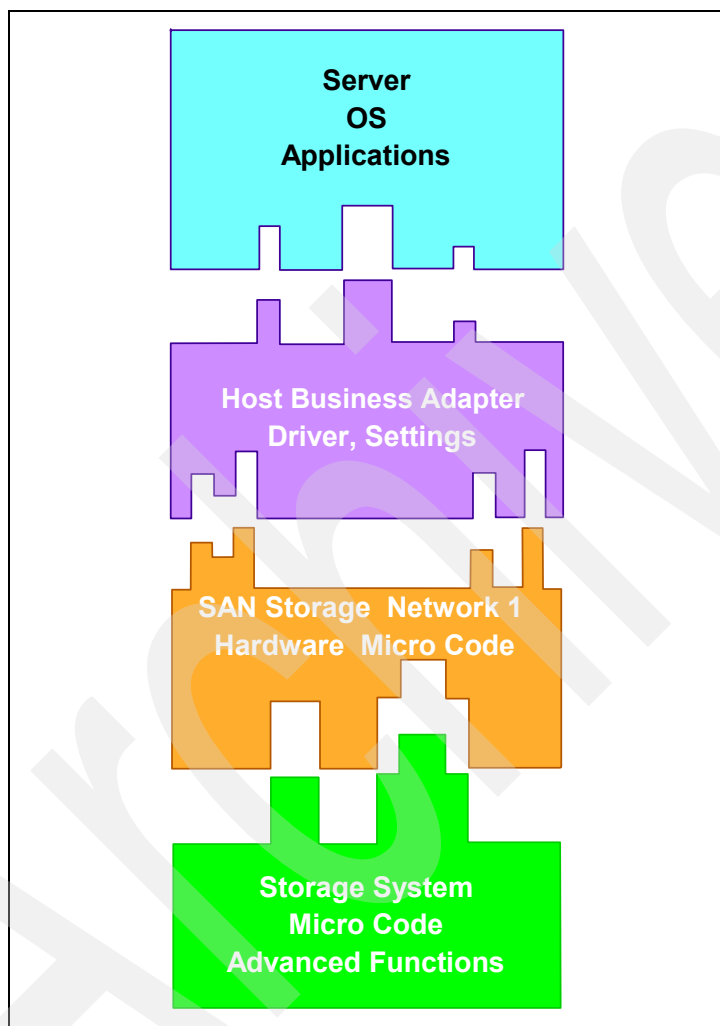 Server
OS
Applications
Host Business Adapter
Driver, Settings
SAN Storage Network 1
Hardware Micro Code
Storage System
Micro Code
Advanced Functions